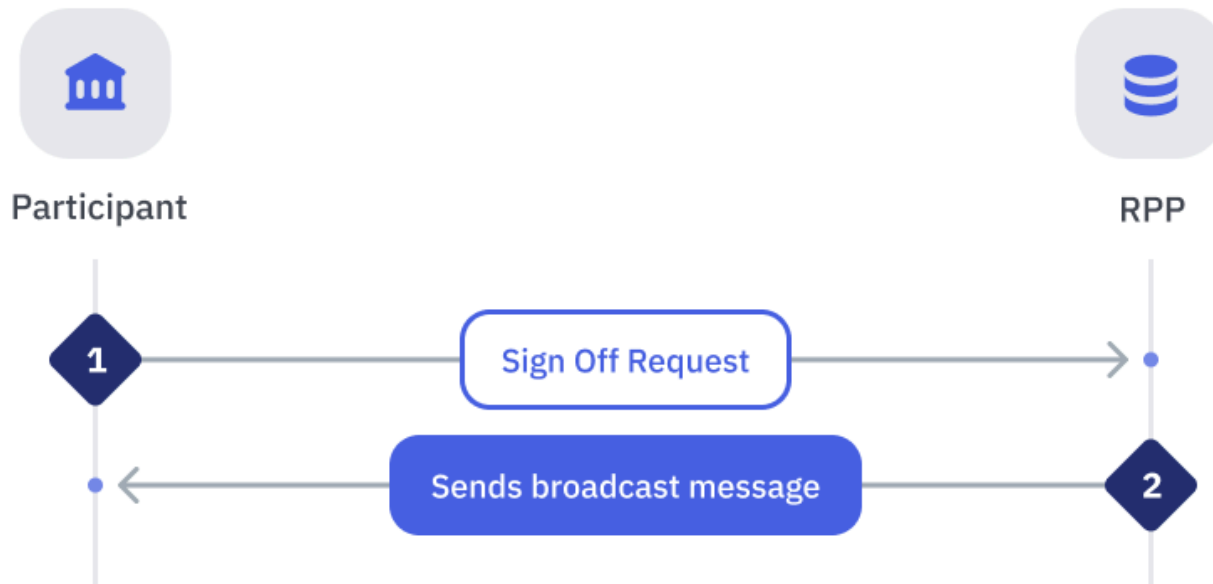 Participant
RPP
1
Sign Off Request
Sends broadcast message
2